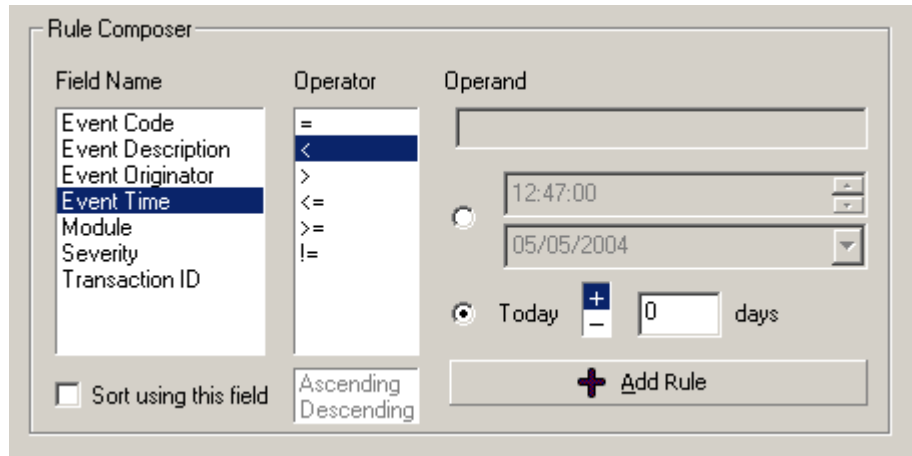 Rule Composer
Field Name
Operator
Operand
Event Code
Event Description
Event Originator
Event Time
Module
Severity
Transaction ID
=
<
>
<=
>=
!=
12:47:00
05/05/2004
Today + 0 days
–
Sort using this field
Ascending
Descending
Add Rule